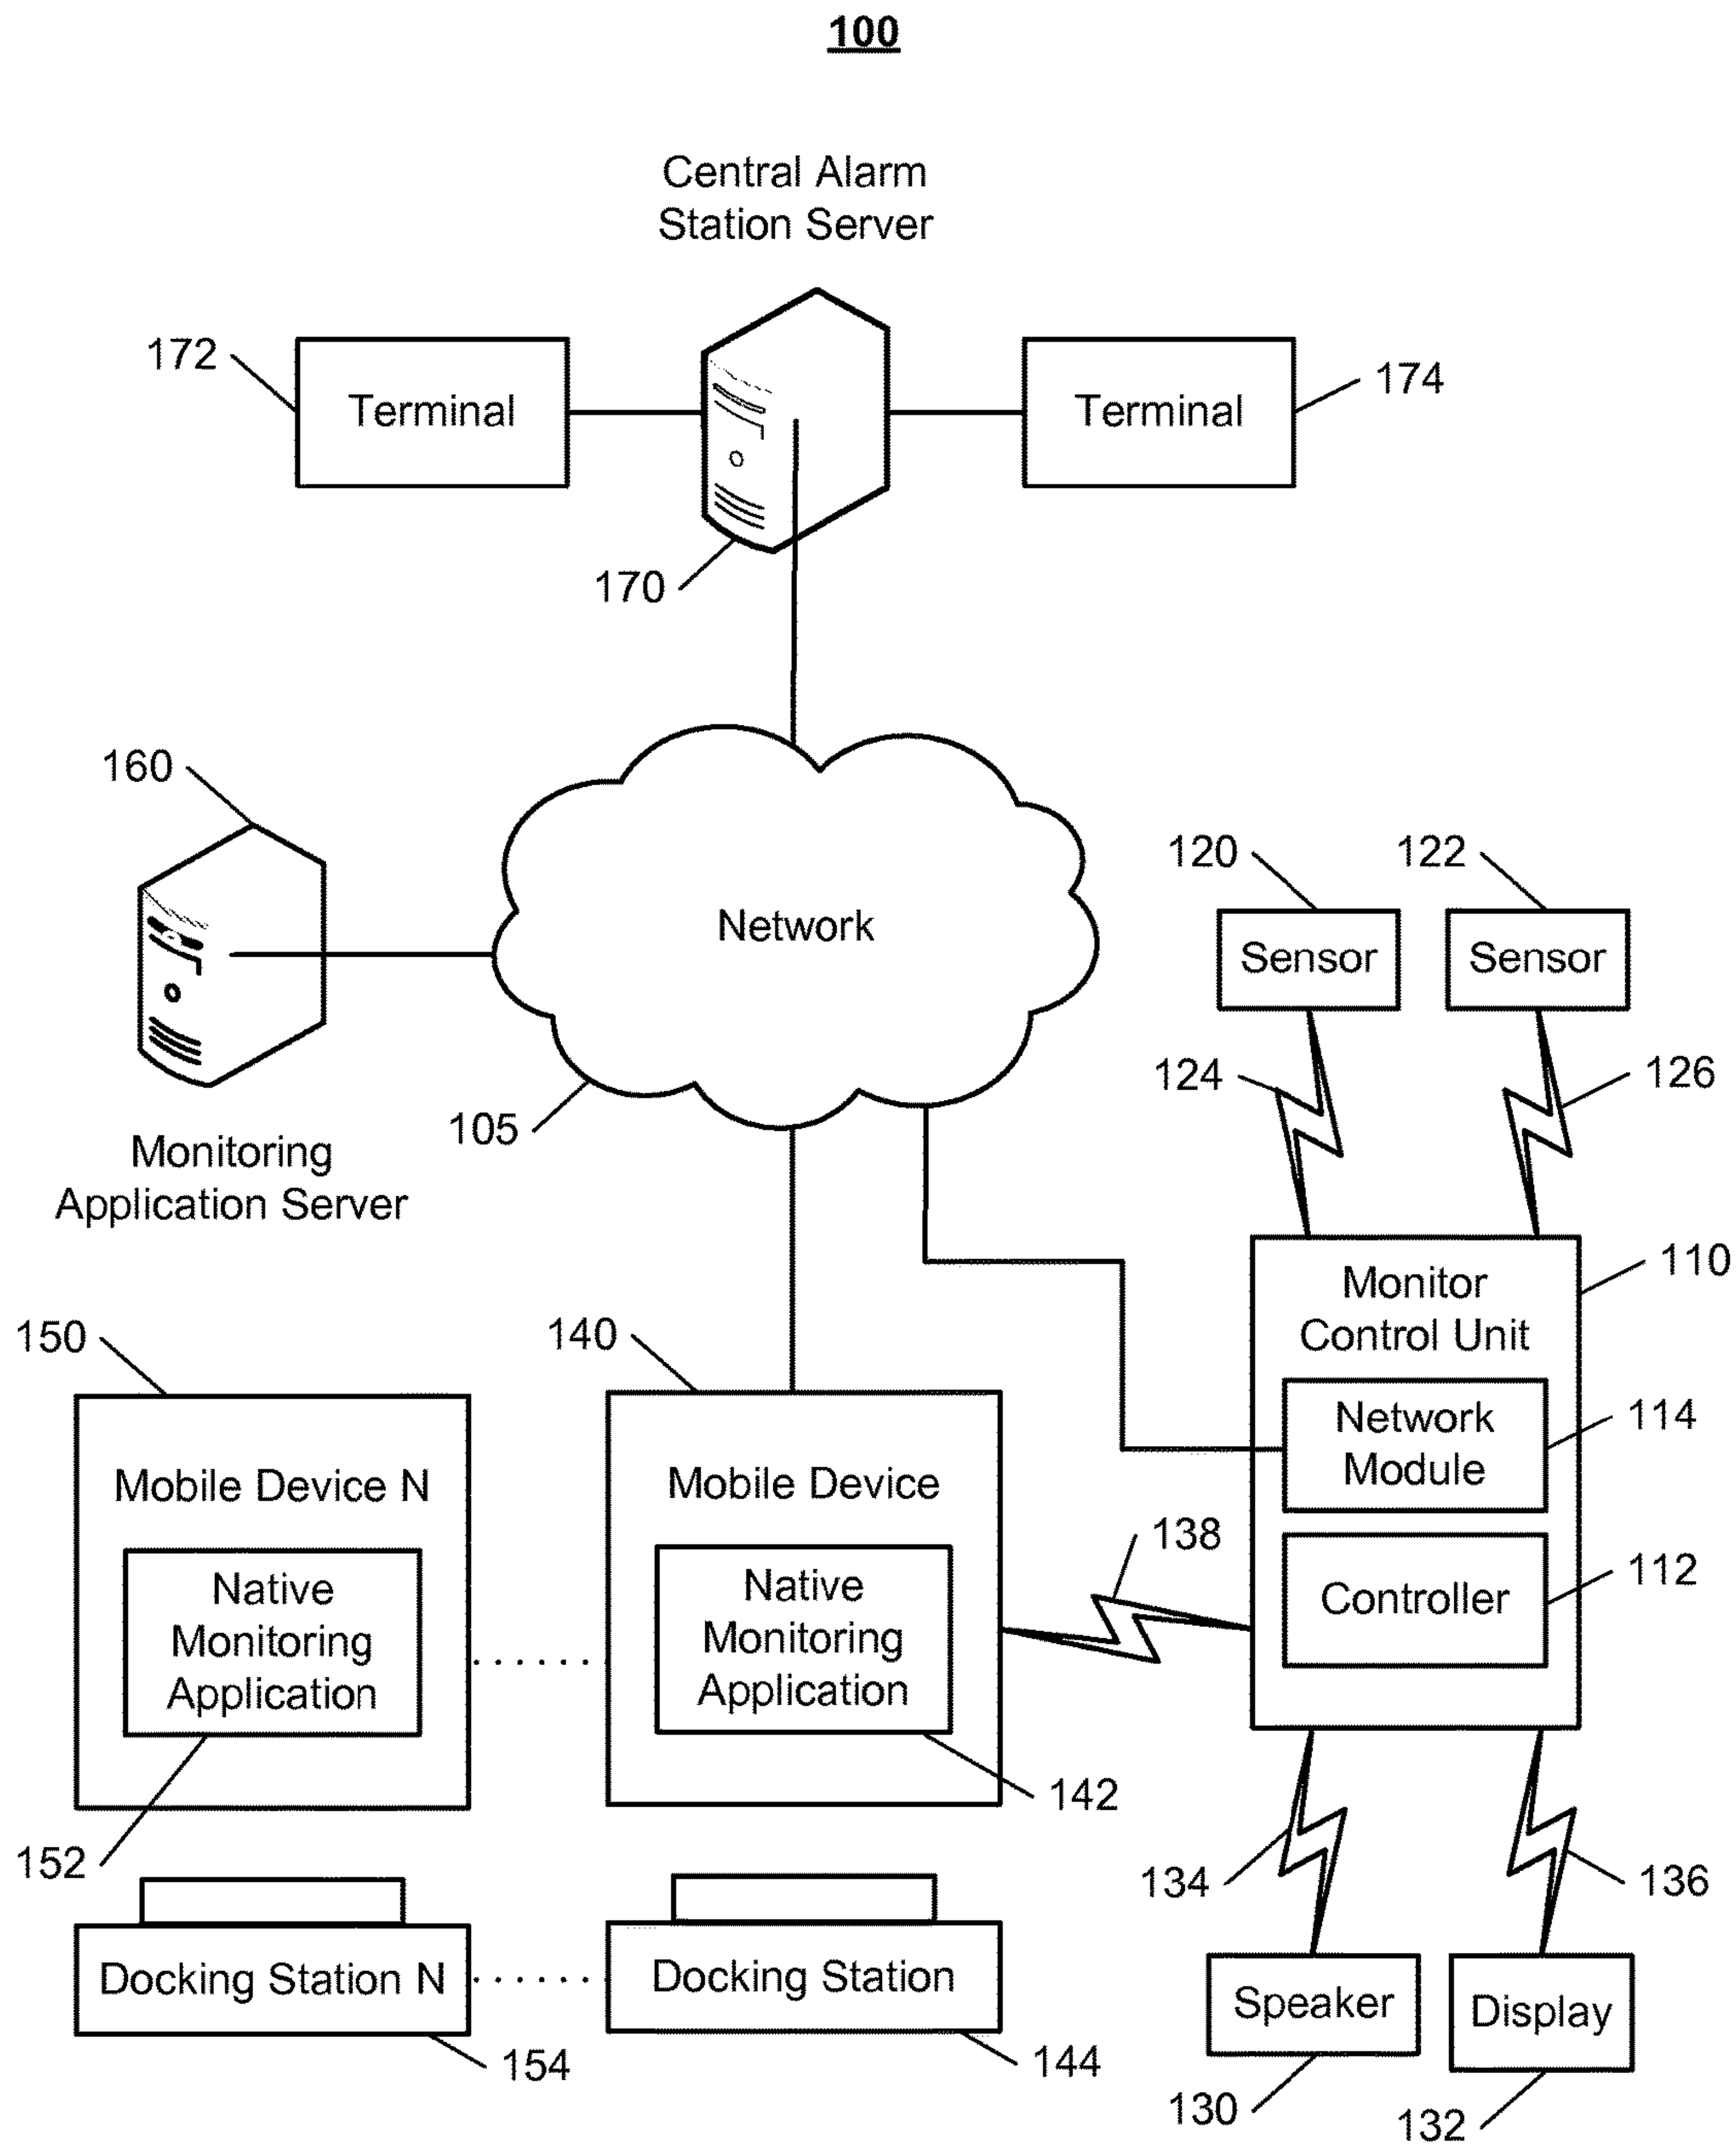 100
Central Alarm
Station Server
172
Terminal
Terminal
174
170
160
Network
105
Monitoring
Application Server
120
122
Sensor
Sensor
124
126
110
Monitor
Control Unit
Network
Module
114
Controller
112
150
140
Mobile Device N
Mobile Device
Native
Monitoring
Application
Native
Monitoring
Application
138
152
142
134
136
Docking Station N
Docking Station
Speaker
Display
154
144
130
132